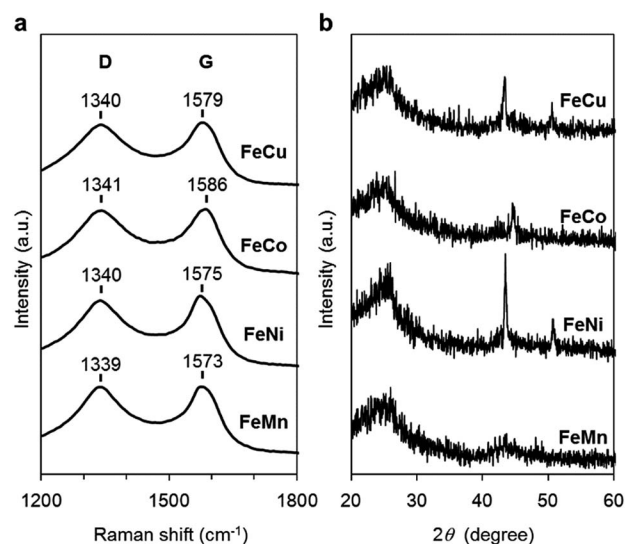 a
D G
1340 1579
FeCu
1341 1586
FeCo
1340 1575
FeNi
1339 1573
FeMn
Intensity (a.u.)
1200 1500 1800
Raman shift (cm⁻¹)
b
FeCu
FeCo
FeNi
FeMn
Intensity (a.u.)
20 30 40 50 60
2θ (degree)